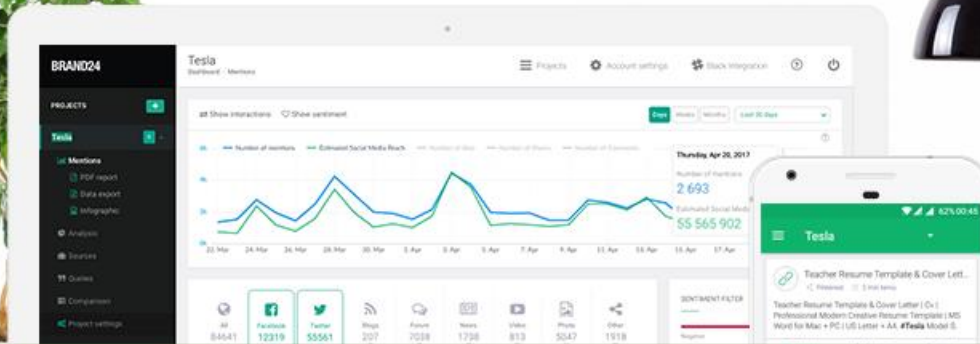 BRAND24
Tesla
Dashboard Mentions
Projects
Account settings
Slack Integration
PROJECTS
Tesla
Mentions
PDF report
Data export
Infographic
Analysis
Sources
Quotes
Comparison
Project settings
Show interactions
Show sentiment
Days
Weeks
Months
Last 30 days
Number of mentions
Estimated Social Media Reach
Thursday, Apr 20, 2017
Number of mentions
2 693
Estimated Social Media
55 565 902
22. Mar 24. Mar 26. Mar 28. Mar 30. Mar 1. Apr 3. Apr 5. Apr 7. Apr 9. Apr 11. Apr 13. Apr 15. Apr 17. Apr
All
84641
Facebook
12319
Twitter
55561
Blogs
207
Forum
7038
News
1738
Video
813
Photo
5047
Other
1918
SENTIMENT FILTER
Negative
62% 00:45
Tesla
Teacher Resume Template & Cover Lett..
Pinterest
Teacher Resume Template & Cover Letter | Cv |
Professional Modern Creative Resume Template | MS
Word for Mac + PC | US Letter + A4. #Tesla Model S.